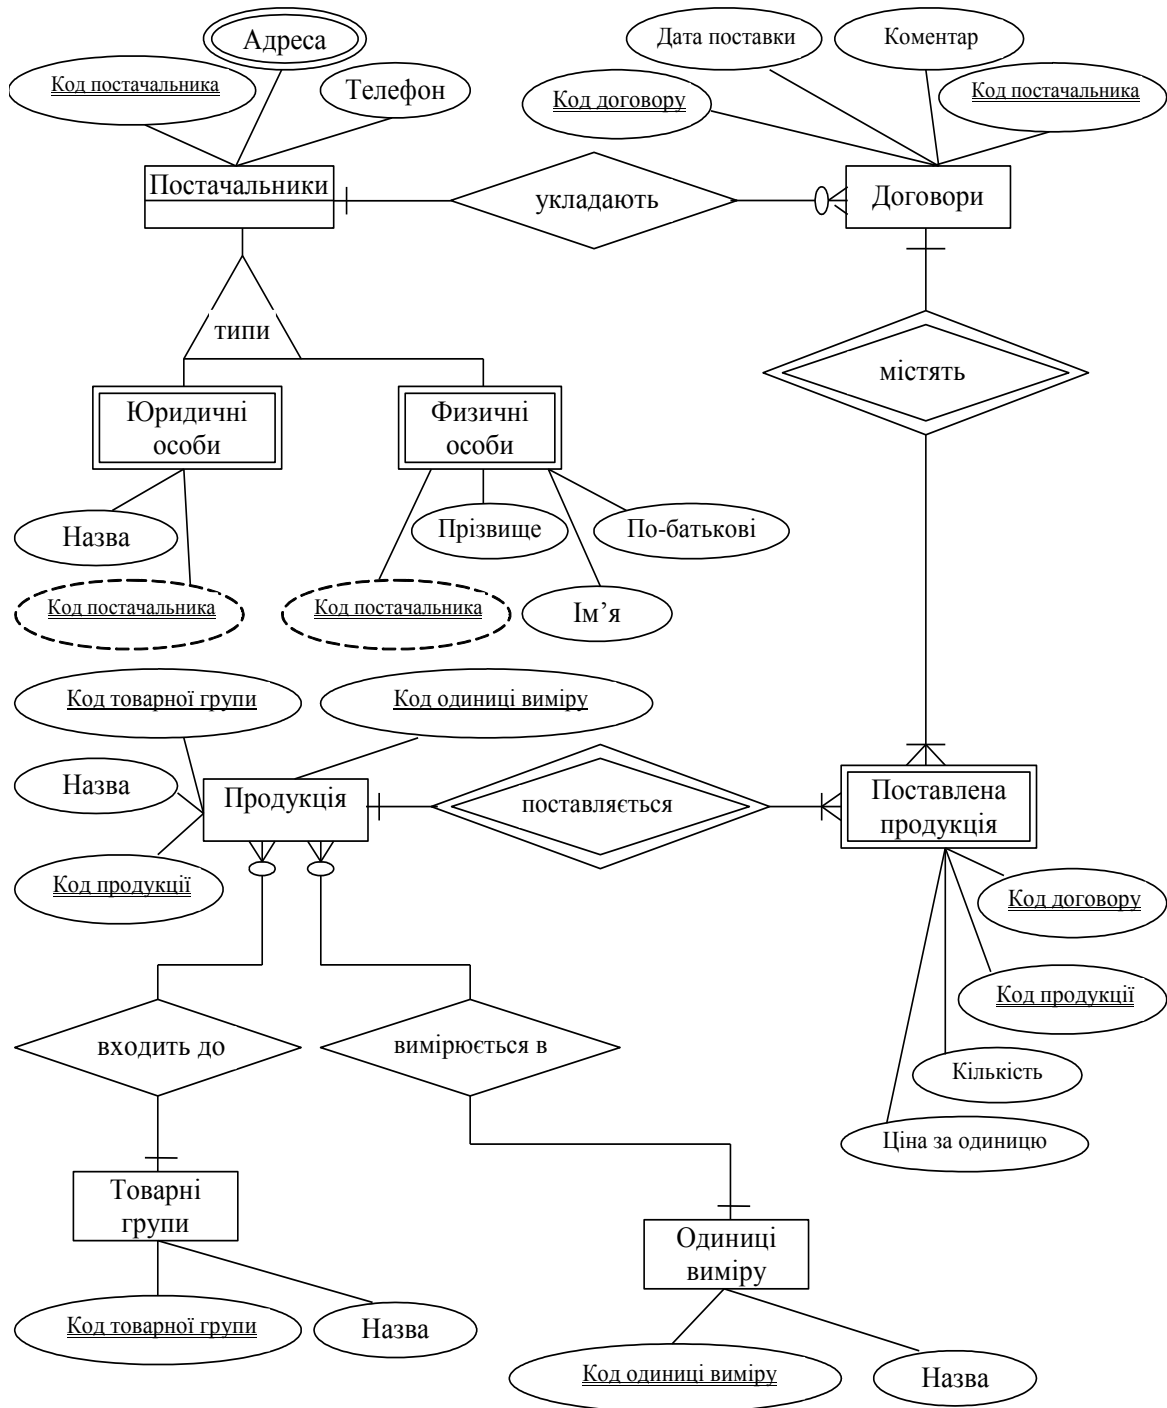 Адреса
Дата поставки
Коментар
Код постачальника
Телефон
Код договору
Код постачальника
Постачальники
укладають
Договори
типи
містять
Юридичні
особи
Физичні
особи
Назва
Прізвище
По-батькові
Код постачальника
Код постачальника
Ім’я
Код товарної групи
Код одиниці виміру
Назва
Продукція
поставляється
Поставлена
продукція
Код продукції
Код договору
Код продукції
входить до
вимірюється в
Кількість
Ціна за одиницю
Товарні
групи
Одиниці
виміру
Код товарної групи
Назва
Код одиниці виміру
Назва